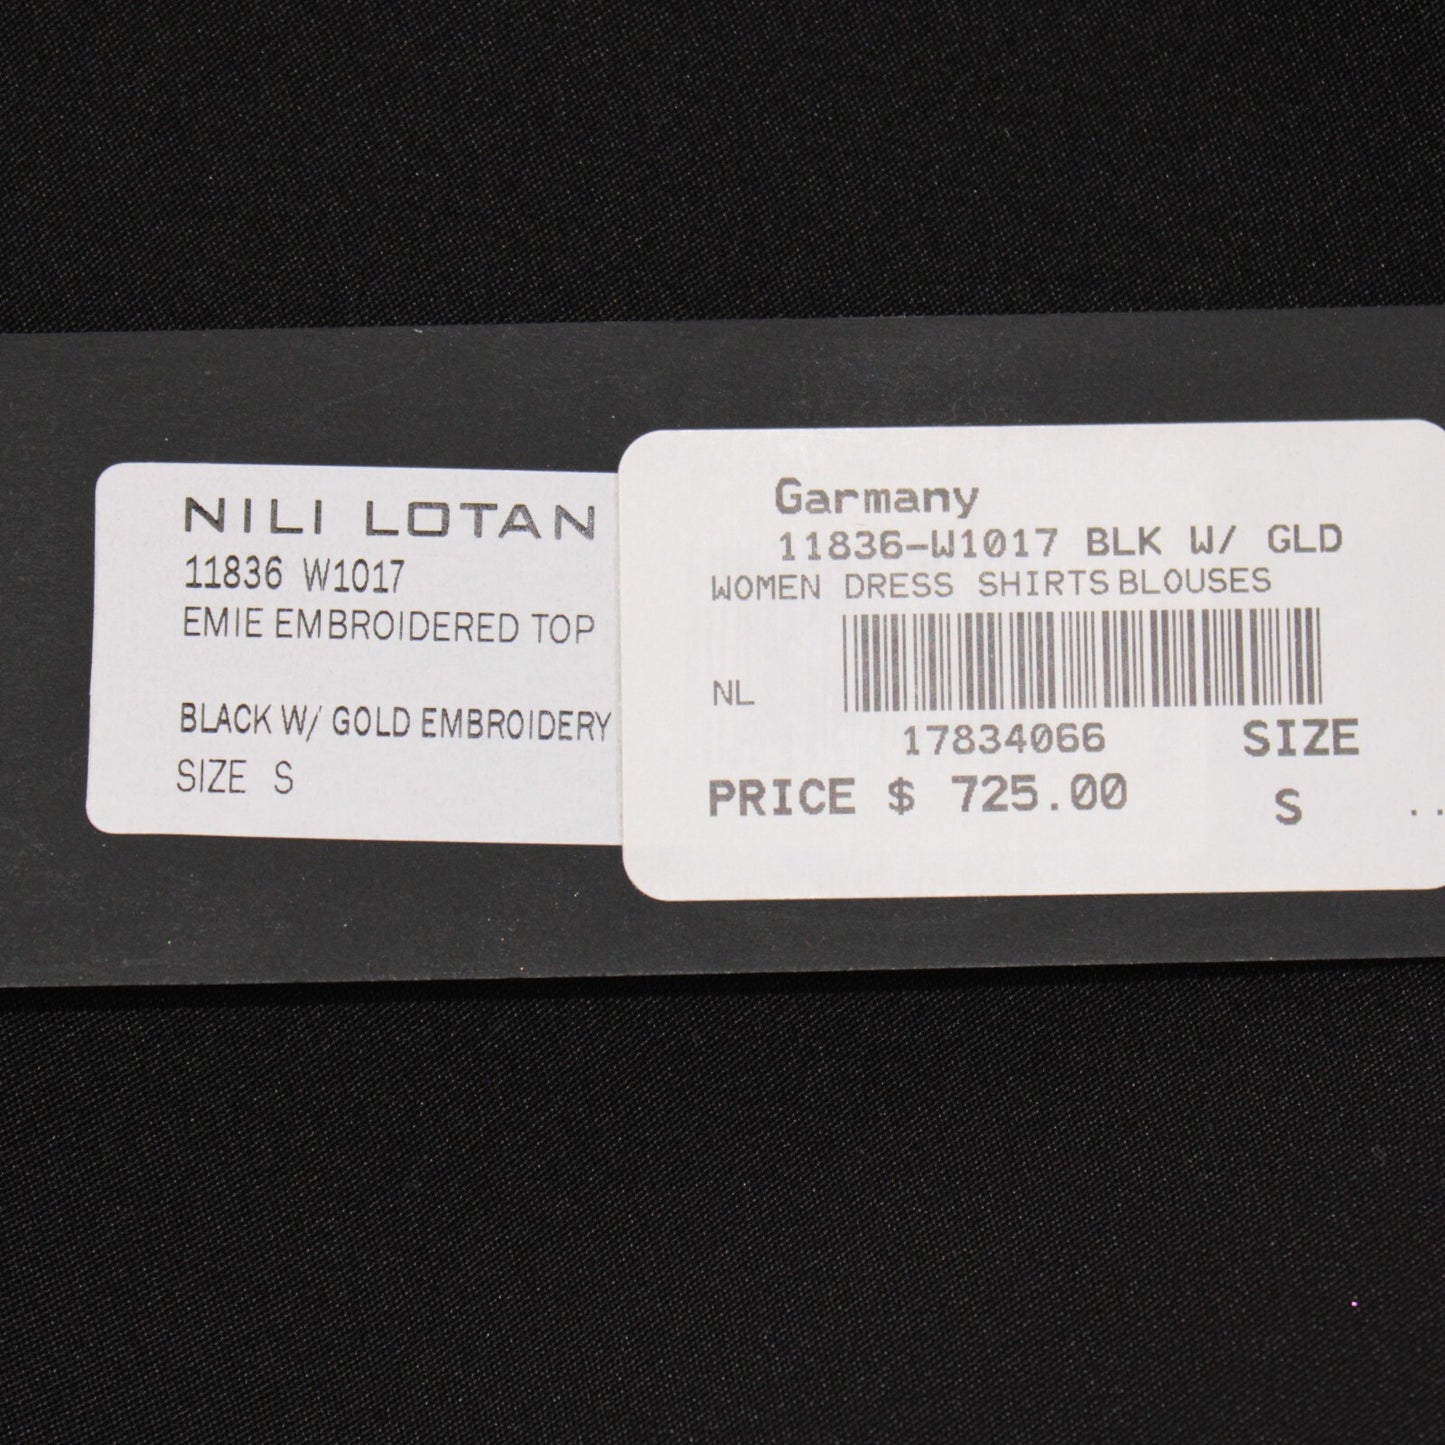 NILI LOTAN
11836 W1017
EMIE EMBROIDERED TOP
BLACK W/ GOLD EMBROIDERY
SIZE S
Garmany
11836-W1017 BLK W/ GLD
WOMEN DRESS SHIRTS BLOUSES
NL
17834066
SIZE
PRICE $ 725.00
S
..